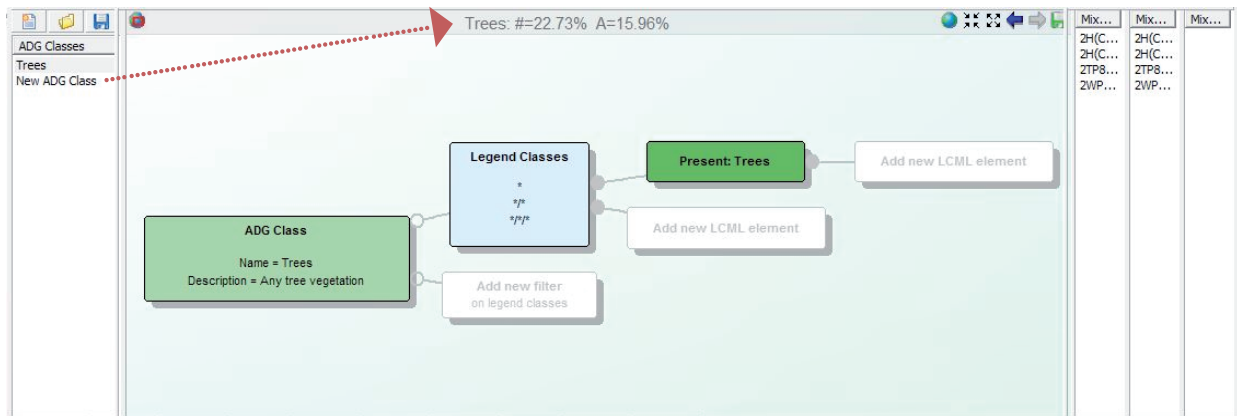 Trees: #=22.73% A=15.96%
ADG Classes
Trees
New ADG Class
Legend Classes
*
*/*
*/*/*
Present: Trees
Add new LCML element
Add new LCML element
ADG Class
Name = Trees
Description = Any tree vegetation
Add new filter
on legend classes
Mix...
2H(C...
2H(C...
2TP8...
2WP...
Mix...
2H(C...
2H(C...
2TP8...
2WP...
Mix...